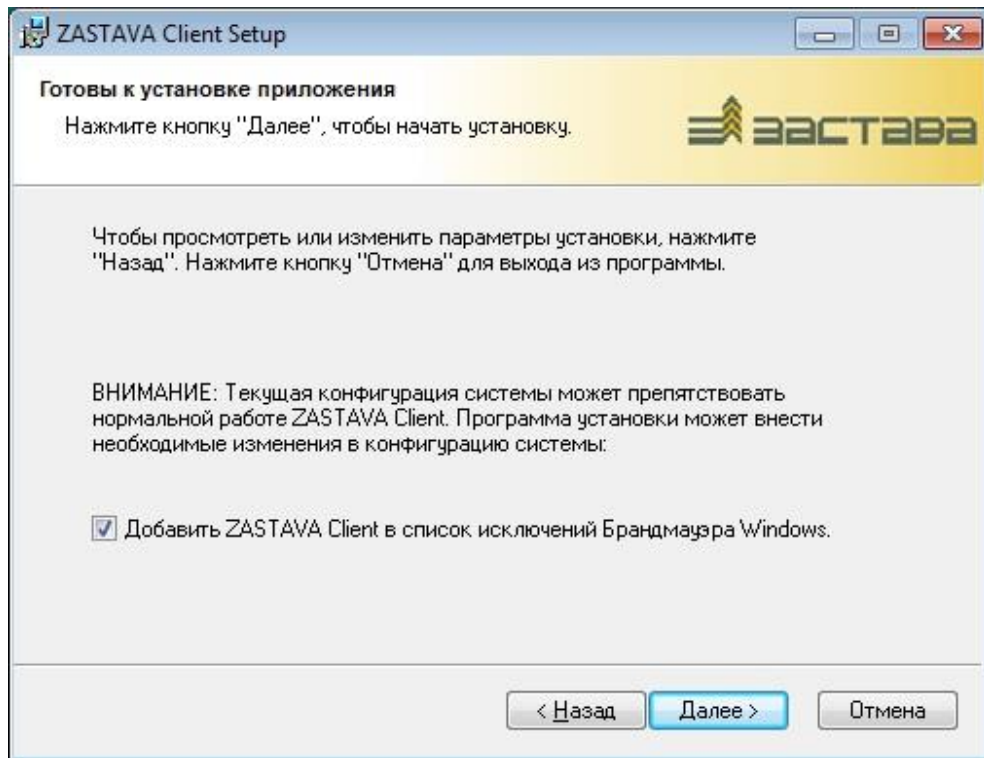 ZASTAVA Client Setup
Готовы к установке приложения
Нажмите кнопку "Далее", чтобы начать установку.
застава
Чтобы просмотреть или изменить параметры установки, нажмите
"Назад". Нажмите кнопку "Отмена" для выхода из программы.
ВНИМАНИЕ: Текущая конфигурация системы может препятствовать
нормальной работе ZASTAVA Client. Программа установки может внести
необходимые изменения в конфигурацию системы:
Добавить ZASTAVA Client в список исключений Брандмауэра Windows.
< Назад Далее > Отмена